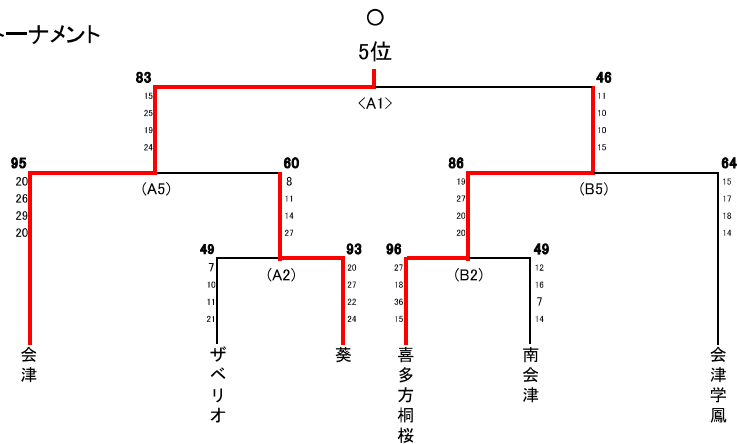 ○
トーナメント
5位
83 46
<A1>
15 11
25 10
19 10
24 15
95 60 86 64
(A5) (B5)
20 8 19 15
26 11 27 17
29 14 20 18
20 27 20 14
49 93 96 49
(A2) (B2)
7 20 27 12
10 27 18 16
11 22 36 7
21 24 15 14
会津
ザベリオ
葵
喜多方桐桜
南会津
会津学鳳